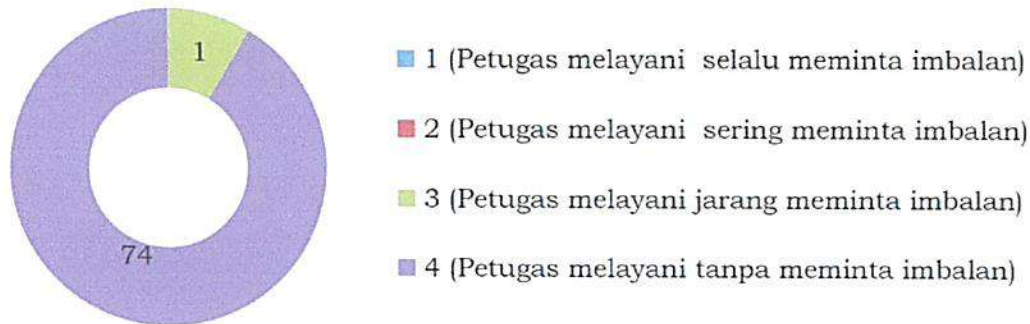 1
74
1 (Petugas melayani selalu meminta imbalan)
2 (Petugas melayani sering meminta imbalan)
3 (Petugas melayani jarang meminta imbalan)
4 (Petugas melayani tanpa meminta imbalan)